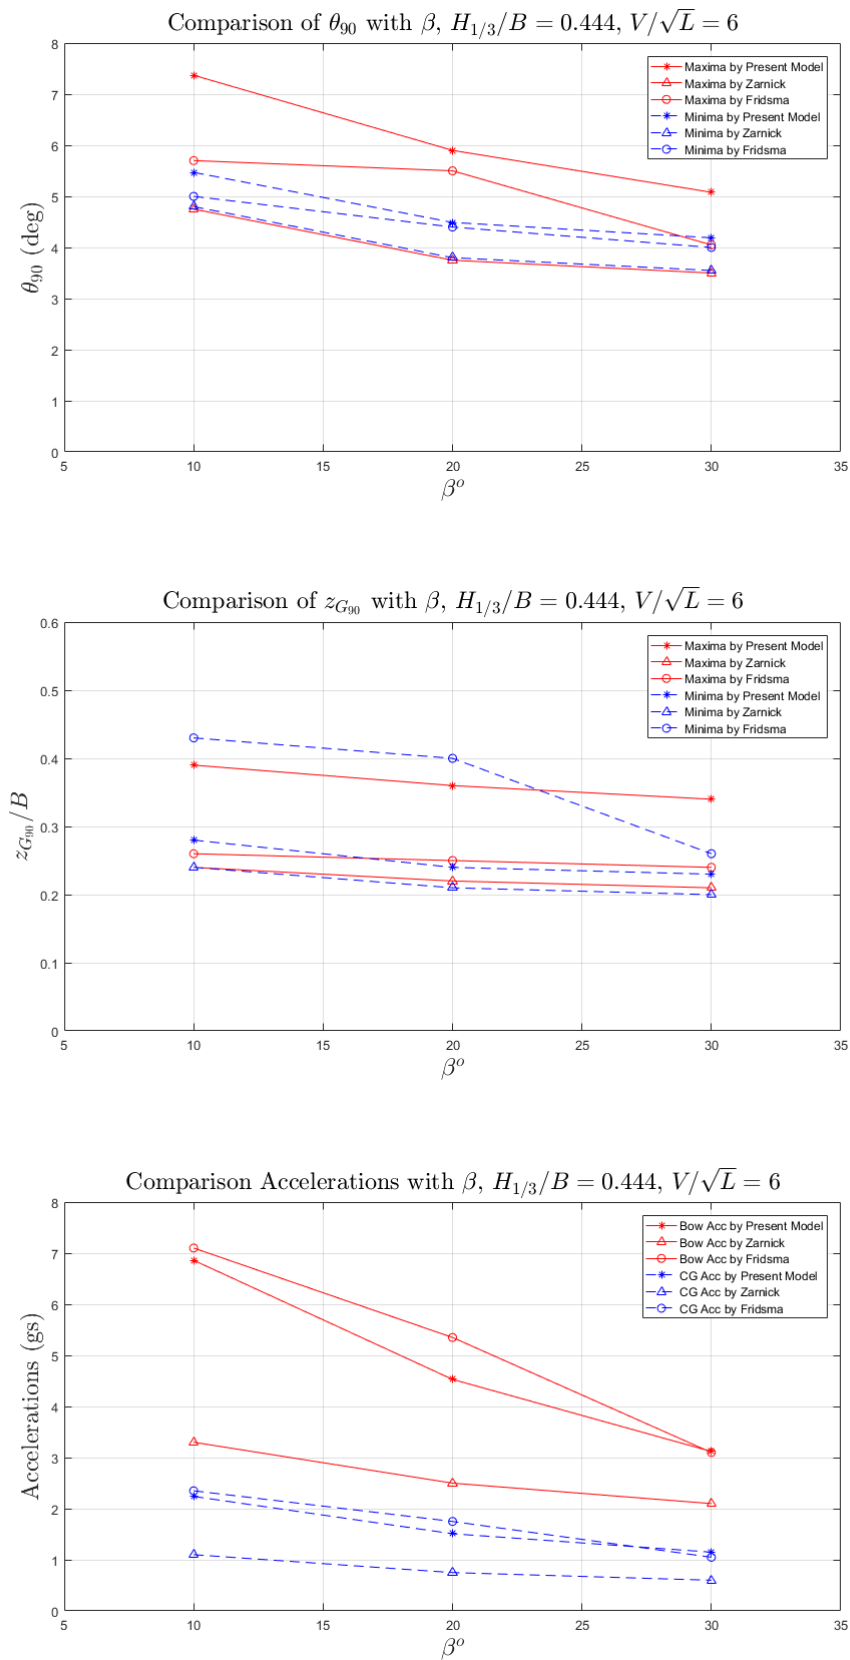 Comparison of θ₉₀ with β, H₁/₃/B = 0.444, V/√L = 6
8
7
6
5
4
3
2
1
0
θ₉₀ (deg)
Maxima by Present Model
Maxima by Zarnick
Maxima by Fridsma
Minima by Present Model
Minima by Zarnick
Minima by Fridsma
5 10 15 20 25 30 35
βᵒ
Comparison of z_{G₉₀} with β, H₁/₃/B = 0.444, V/√L = 6
0.6
0.5
0.4
0.3
0.2
0.1
0
z_{G₉₀}/B
Maxima by Present Model
Maxima by Zarnick
Maxima by Fridsma
Minima by Present Model
Minima by Zarnick
Minima by Fridsma
5 10 15 20 25 30 35
βᵒ
Comparison Accelerations with β, H₁/₃/B = 0.444, V/√L = 6
8
7
6
5
4
3
2
1
0
Accelerations (gs)
Bow Acc by Present Model
Bow Acc by Zarnick
Bow Acc by Fridsma
CG Acc by Present Model
CG Acc by Zarnick
CG Acc by Fridsma
5 10 15 20 25 30 35
βᵒ